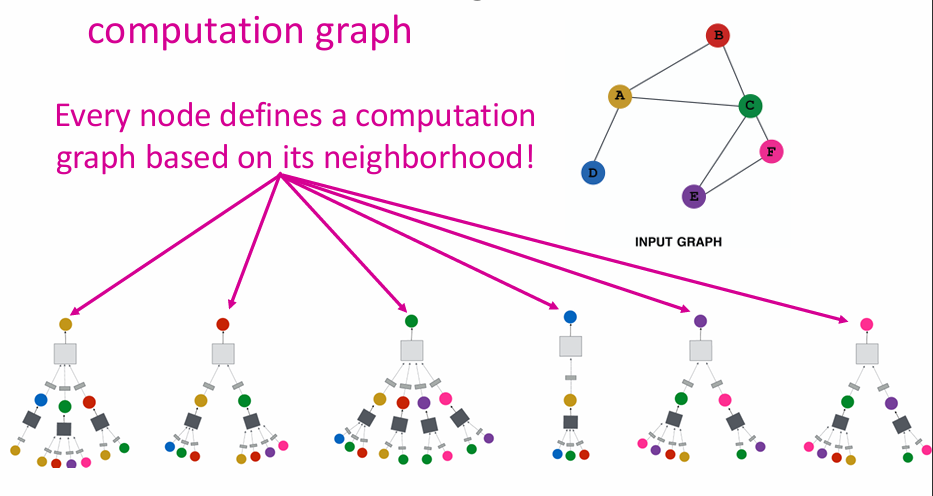 computation graph
Every node defines a computation
graph based on its neighborhood!
B
A
C
F
D
E
INPUT GRAPH